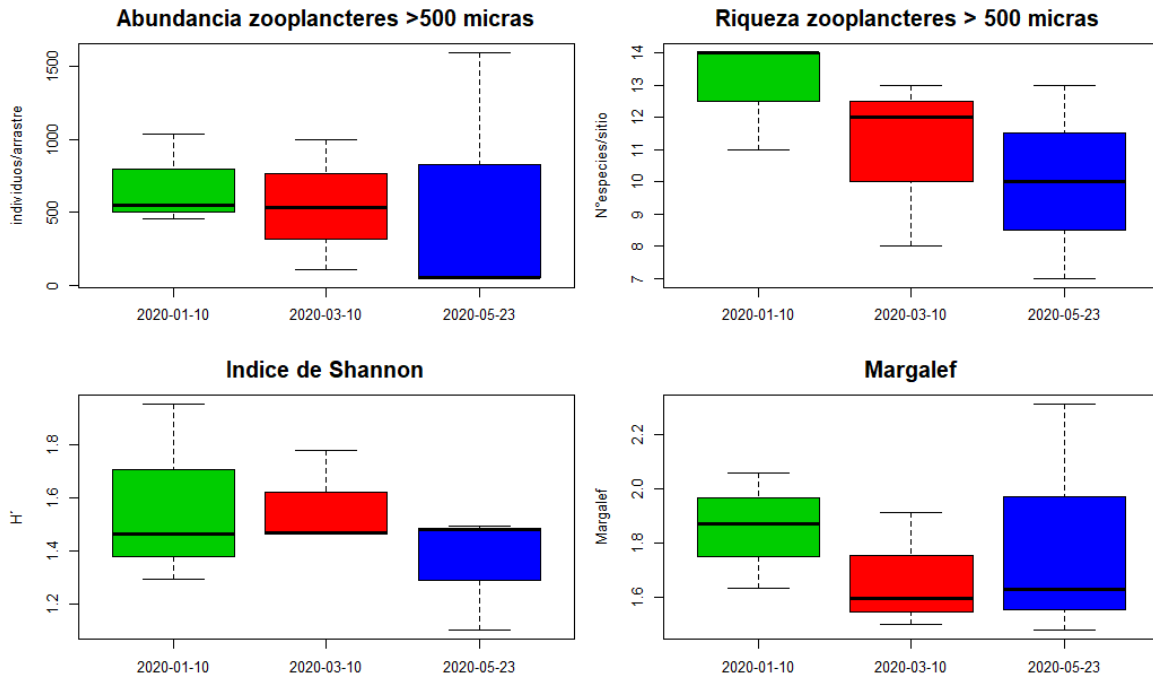 Abundancia zooplancteres >500 micras
individuos/arrastre
1500
1000
500
0
2020-01-10 2020-03-10 2020-05-23
Riqueza zooplancteres > 500 micras
N°especies/sitio
14
13
12
11
10
9
8
7
2020-01-10 2020-03-10 2020-05-23
Indice de Shannon
H´
1.8
1.6
1.4
1.2
2020-01-10 2020-03-10 2020-05-23
Margalef
Margalef
2.2
2.0
1.8
1.6
2020-01-10 2020-03-10 2020-05-23